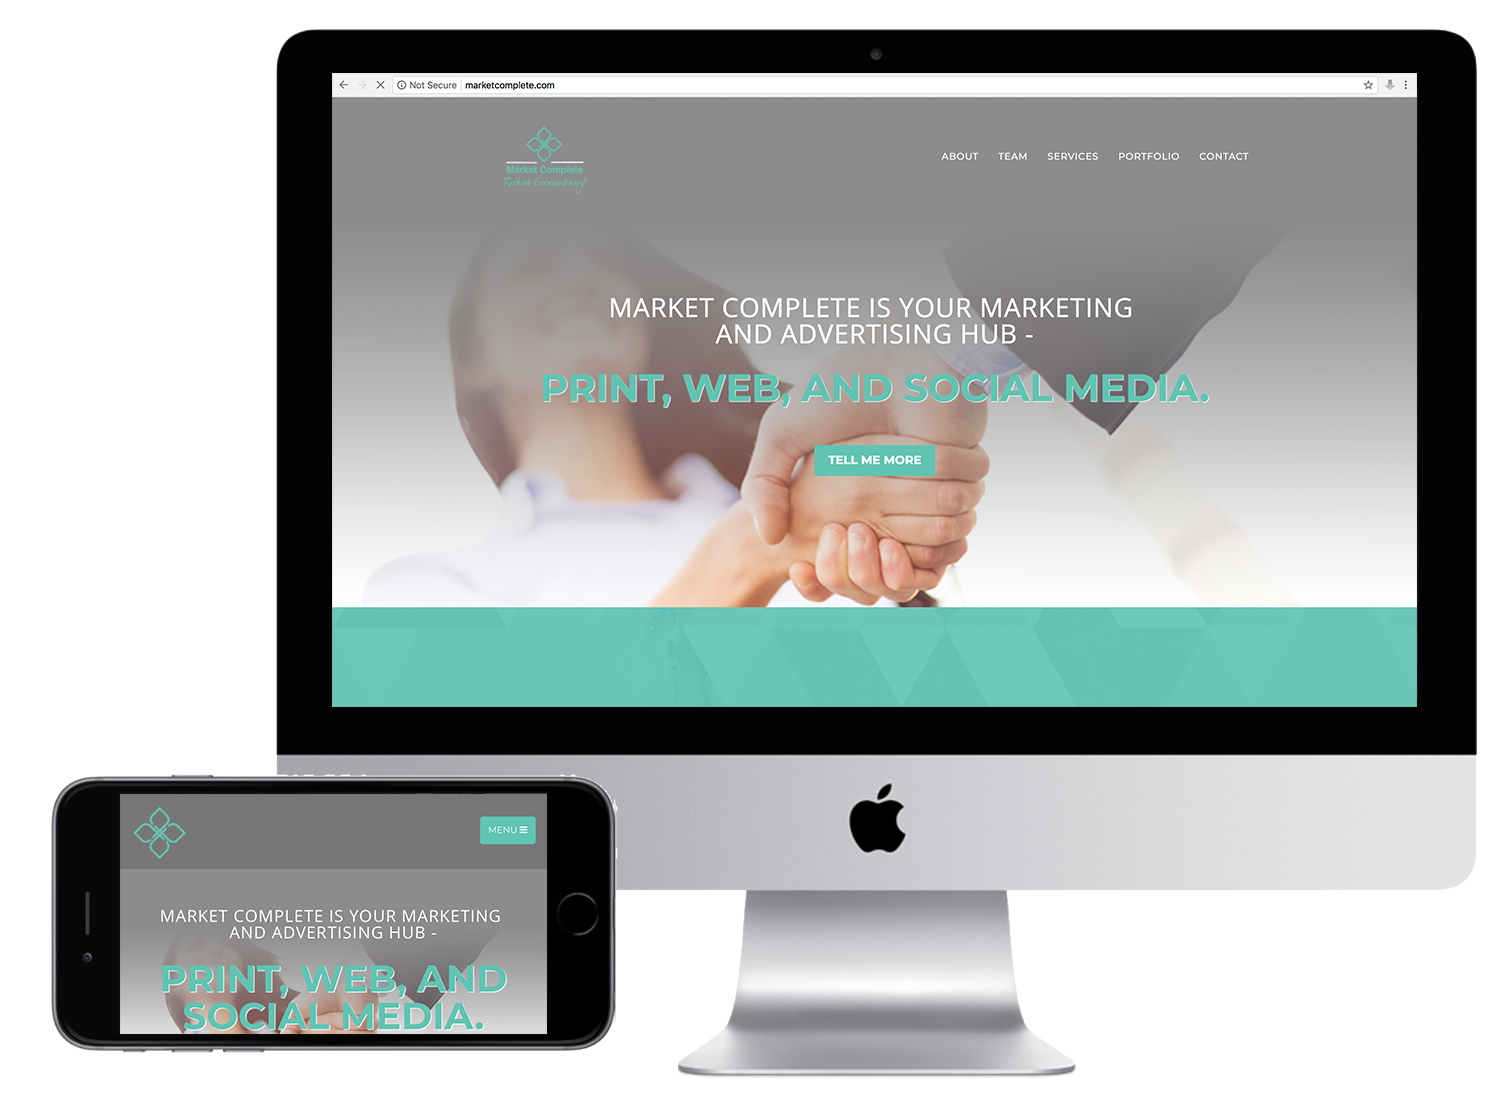 Not Secure | marketcomplete.com
Market Complete
Rethink Extraordinary
ABOUT TEAM SERVICES PORTFOLIO CONTACT
MARKET COMPLETE IS YOUR MARKETING
AND ADVERTISING HUB -
PRINT, WEB, AND SOCIAL MEDIA.
TELL ME MORE
MENU
MARKET COMPLETE IS YOUR MARKETING
AND ADVERTISING HUB -
PRINT, WEB, AND
SOCIAL MEDIA.